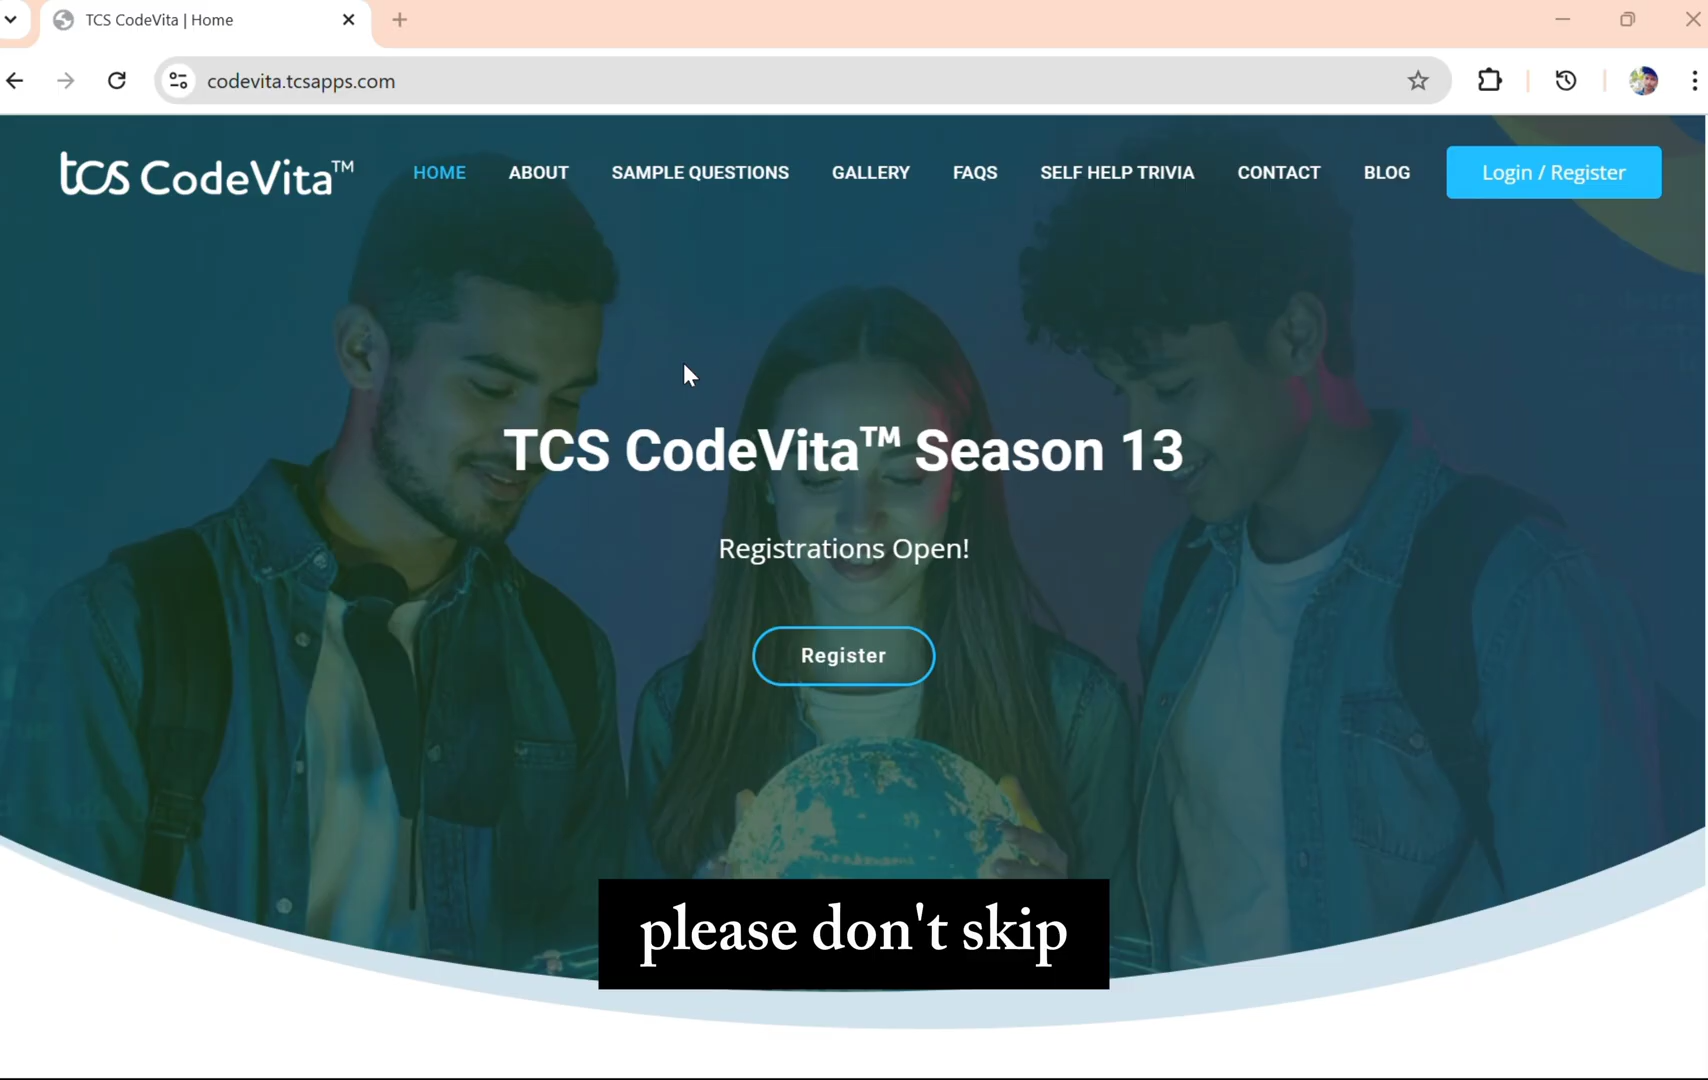 TCS CodeVita | Home
codevita.tcsapps.com
tcs CodeVita™
HOME
ABOUT
SAMPLE QUESTIONS
GALLERY
FAQS
SELF HELP TRIVIA
CONTACT
BLOG
Login / Register
TCS CodeVita™ Season 13
Registrations Open!
Register
please don't skip